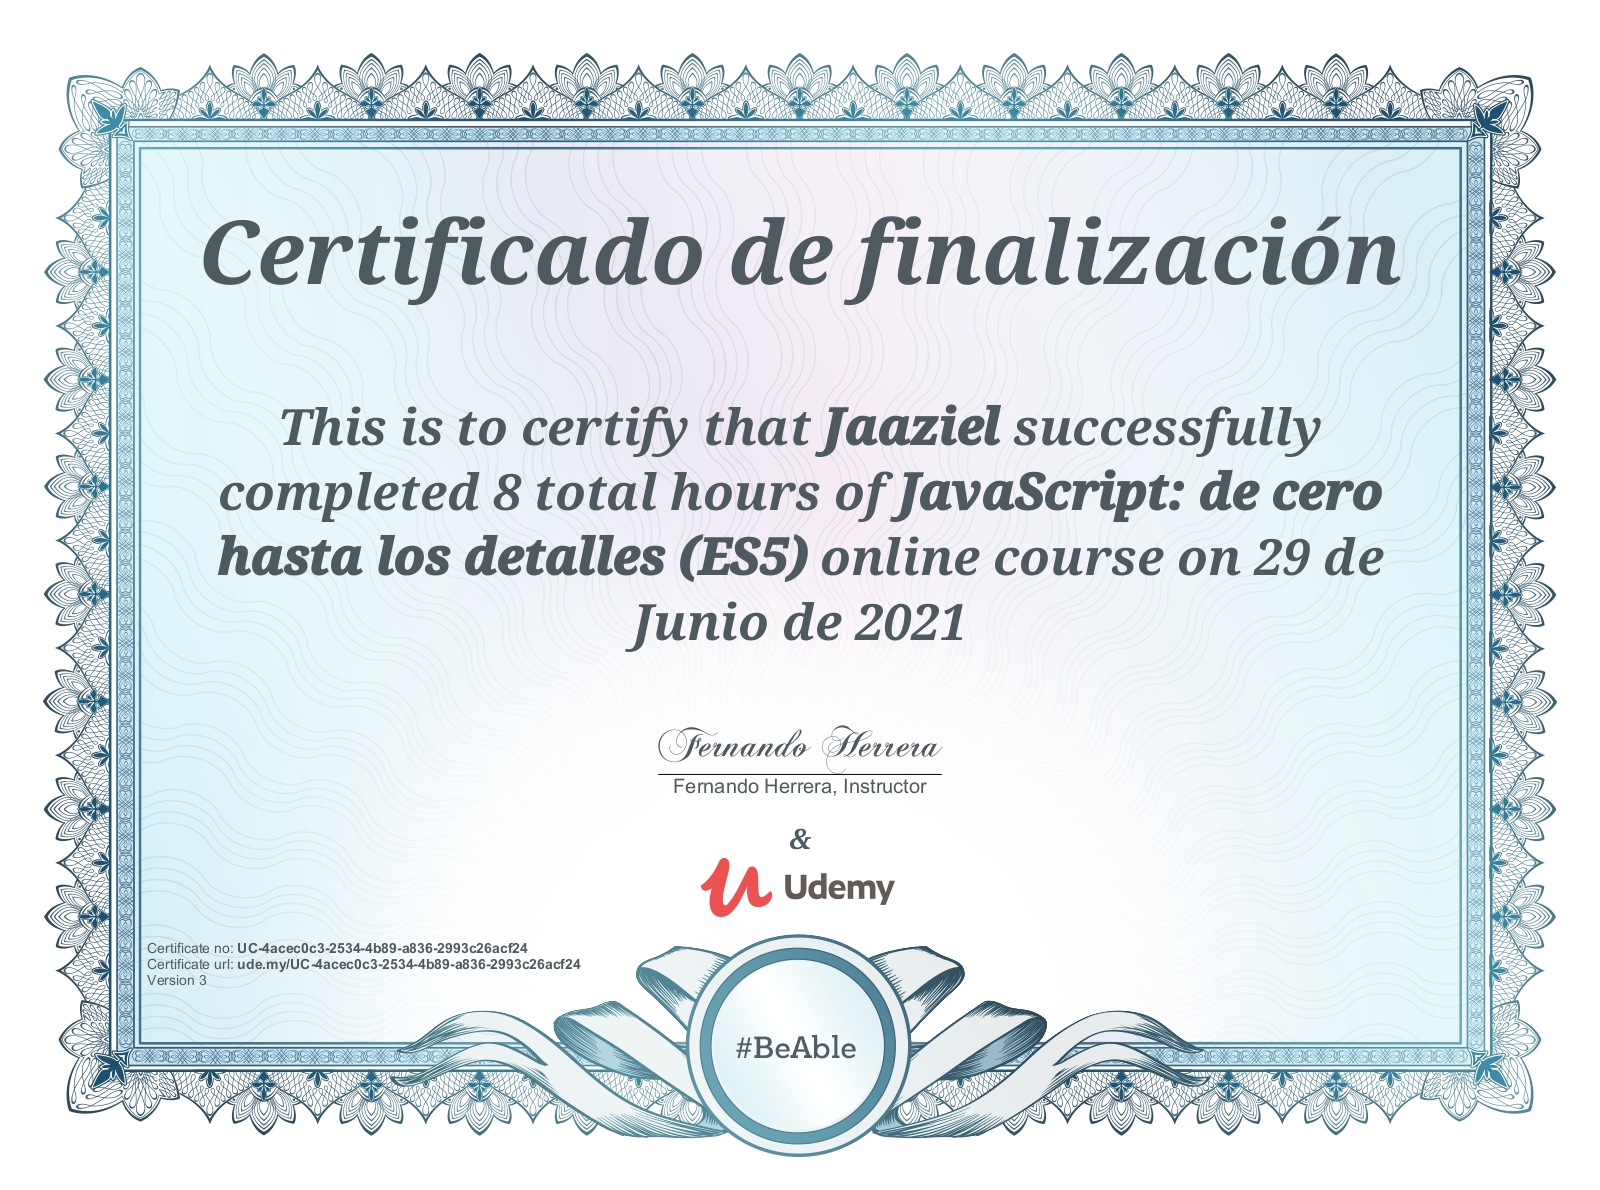 Certificado de finalización
This is to certify that Jaaziel successfully
completed 8 total hours of JavaScript: de cero
hasta los detalles (ES5) online course on 29 de
Junio de 2021
Fernando Herrera
Fernando Herrera, Instructor
&
Udemy
Certificate no: UC-4acec0c3-2534-4b89-a836-2993c26acf24
Certificate url: ude.my/UC-4acec0c3-2534-4b89-a836-2993c26acf24
Version 3
#BeAble